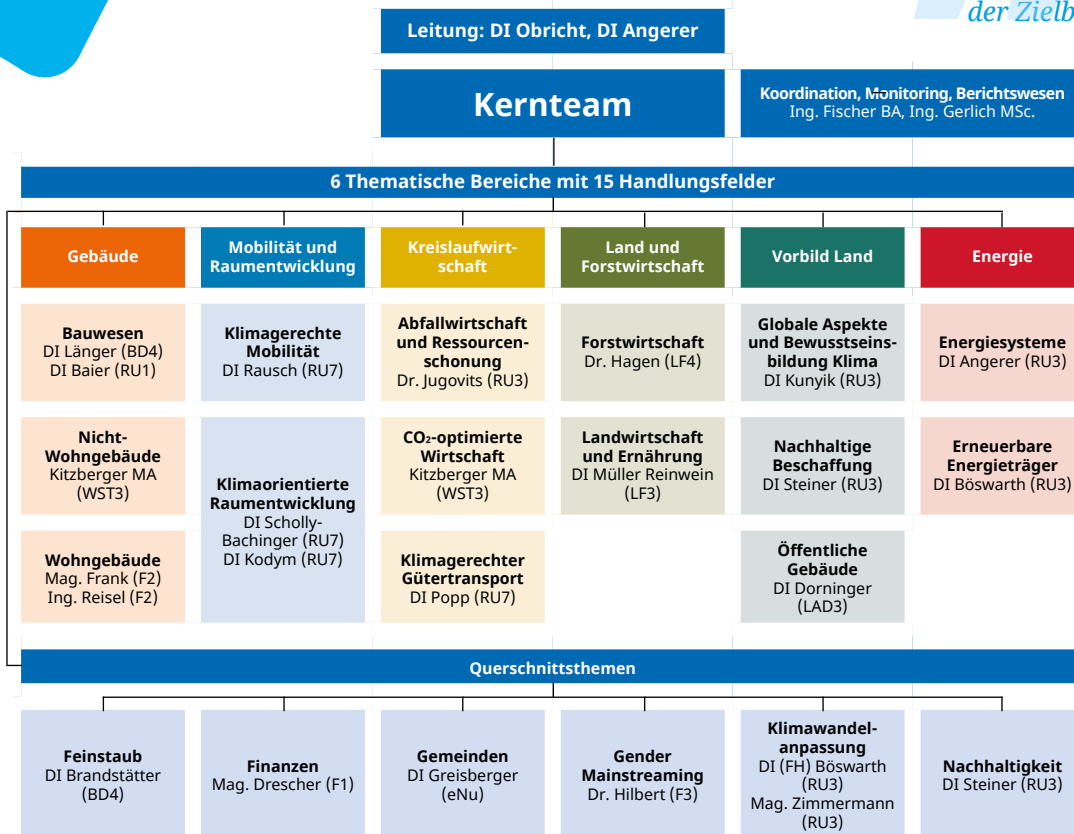 der Zielb
Leitung: DI Obricht, DI Angerer
Kernteam
Koordination, Monitoring, Berichtswesen
Ing. Fischer BA, Ing. Gerlich MSc.
6 Thematische Bereiche mit 15 Handlungsfelder
Gebäude
Mobilität und
Raumentwicklung
Kreislaufwirt-
schaft
Land und
Forstwirtschaft
Vorbild Land
Energie
Bauwesen
DI Länger (BD4)
DI Baier (RU1)
Klimagerechte
Mobilität
DI Rausch (RU7)
Abfallwirtschaft
und Ressourcen-
schonung
Dr. Jugovits (RU3)
Forstwirtschaft
Dr. Hagen (LF4)
Globale Aspekte
und Bewusstseins-
bildung Klima
DI Kunyik (RU3)
Energiesysteme
DI Angerer (RU3)
Nicht-
Wohngebäude
Kitzberger MA
(WST3)
Klimaorientierte
Raumentwicklung
DI Scholly-
Bachinger (RU7)
DI Kodym (RU7)
CO₂-optimierte
Wirtschaft
Kitzberger MA
(WST3)
Landwirtschaft
und Ernährung
DI Müller Reinwein
(LF3)
Nachhaltige
Beschaffung
DI Steiner (RU3)
Erneuerbare
Energieträger
DI Böswarth (RU3)
Wohngebäude
Mag. Frank (F2)
Ing. Reisel (F2)
Klimagerechter
Gütertransport
DI Popp (RU7)
Öffentliche
Gebäude
DI Dorninger
(LAD3)
Querschnittsthemen
Feinstaub
DI Brandstätter
(BD4)
Finanzen
Mag. Drescher (F1)
Gemeinden
DI Greisberger
(eNu)
Gender
Mainstreaming
Dr. Hilbert (F3)
Klimawandel-
anpassung
DI (FH) Böswarth
(RU3)
Mag. Zimmermann
(RU3)
Nachhaltigkeit
DI Steiner (RU3)